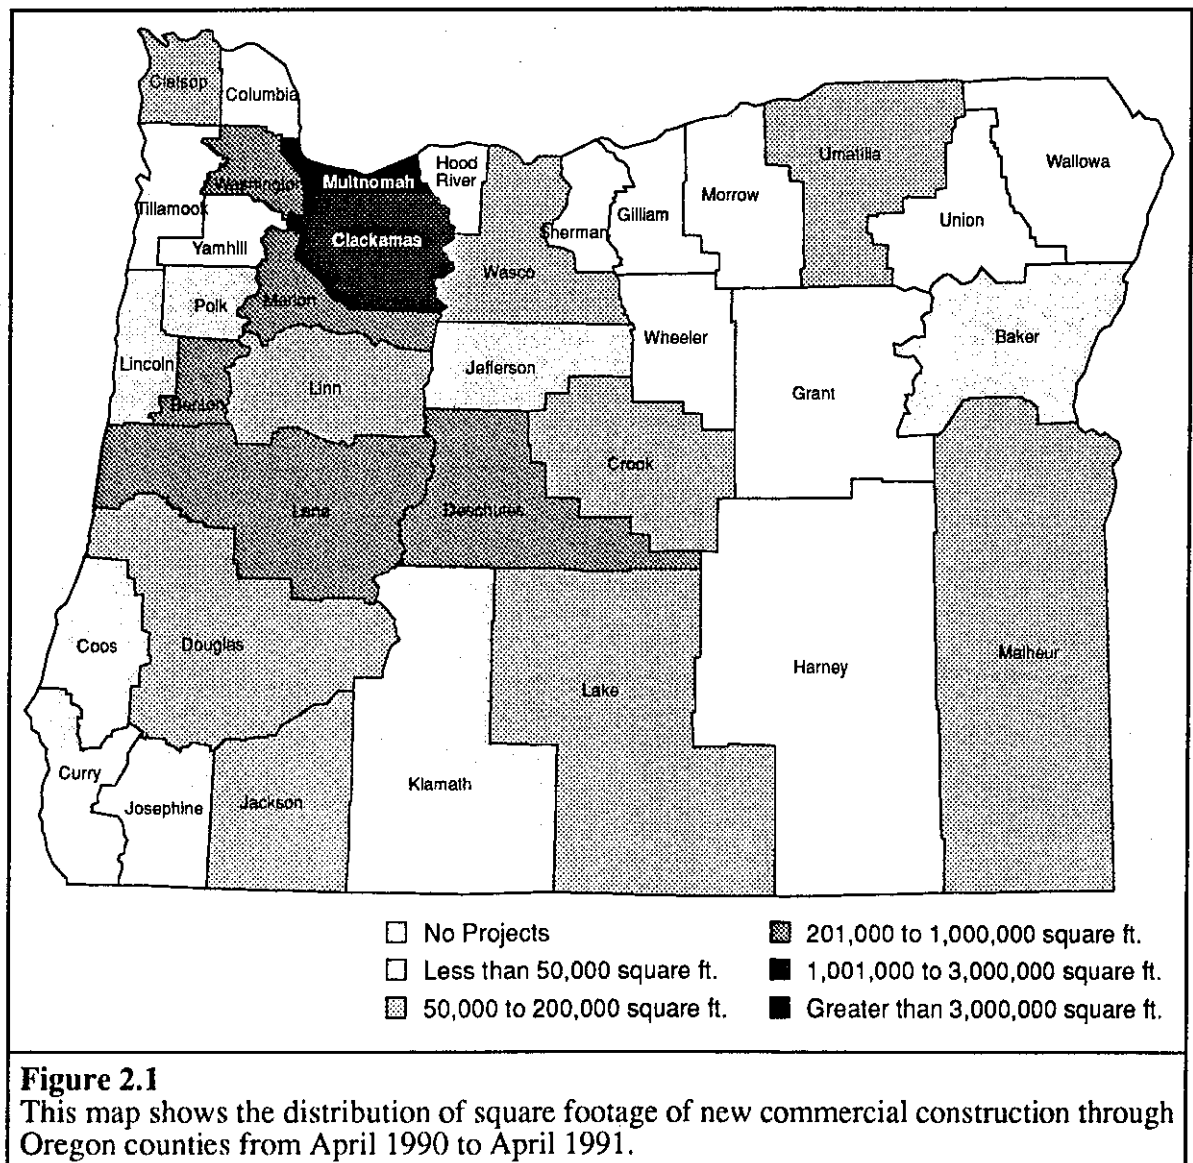 Clatsop
Columbia
Hood
River
Multnomah
Washington
Tillamook
Yamhill
Clackamas
Sherman
Gilliam
Morrow
Umatilla
Union
Wallowa
Wasco
Polk
Marion
Lincoln
Benton
Linn
Jefferson
Wheeler
Grant
Baker
Crook
Lane
Deschutes
Coos
Douglas
Lake
Harney
Malheur
Curry
Josephine
Jackson
Klamath
No Projects
Less than 50,000 square ft.
50,000 to 200,000 square ft.
201,000 to 1,000,000 square ft.
1,001,000 to 3,000,000 square ft.
Greater than 3,000,000 square ft.
Figure 2.1
This map shows the distribution of square footage of new commercial construction through
Oregon counties from April 1990 to April 1991.